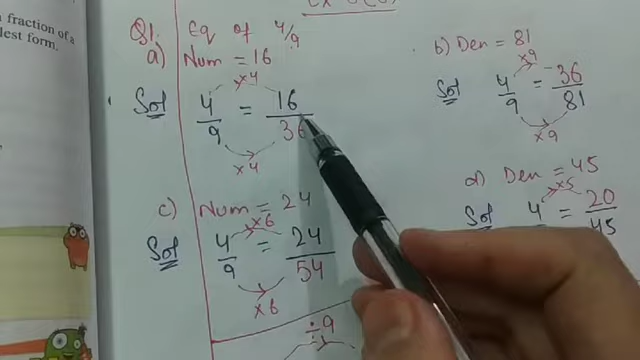 n a fraction of a
lest form.
Ex
Q1. Eq of 4/9
a) Num = 16
×4
Sol 4/9 = 16/36
×4
b) Den = 81
×9
Sol 4/9 = 36/81
×9
c) Num = 24
×6
Sol 4/9 = 24/54
×6
d) Den = 45
×5
Sol 4 = 20/45
÷9